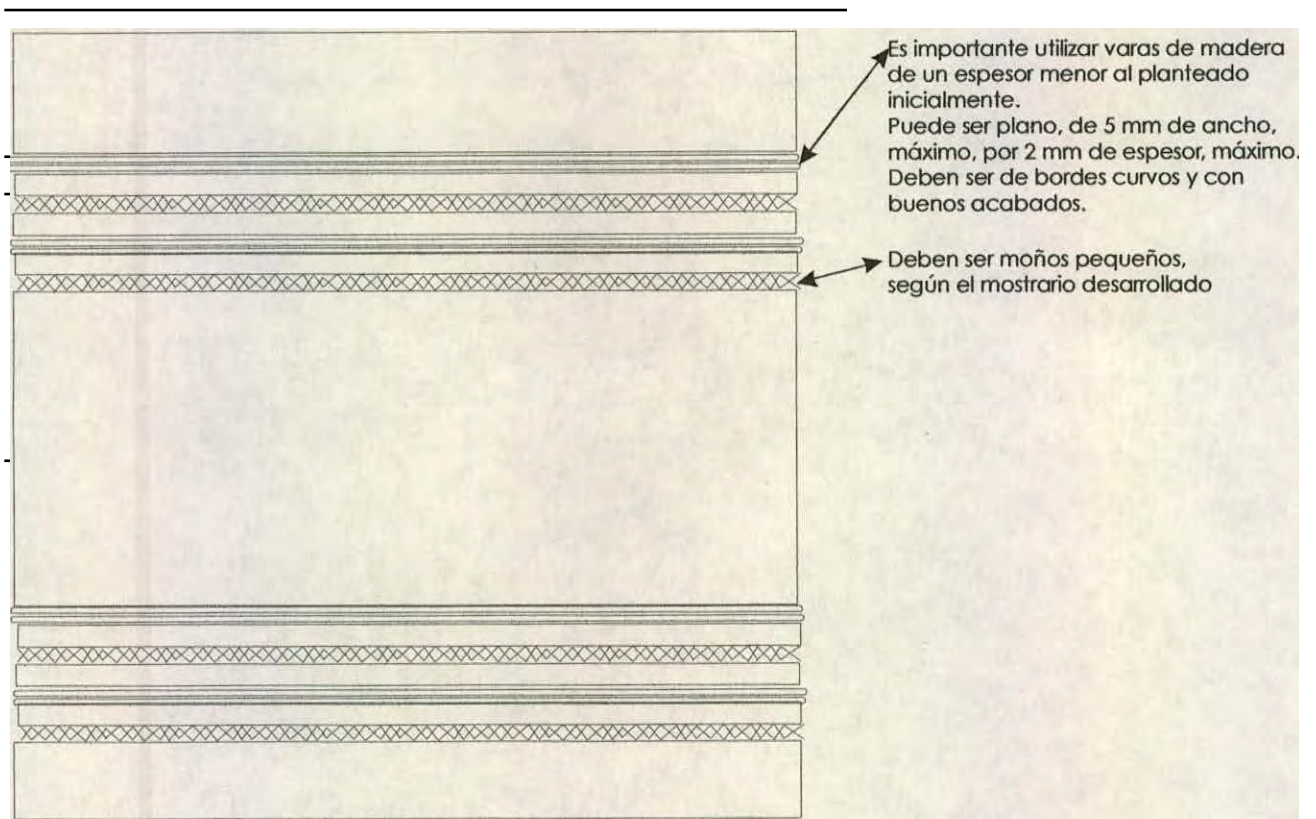 Es importante utilizar varas de madera
de un espesor menor al planteado
inicialmente.
Puede ser plano, de 5 mm de ancho,
máximo, por 2 mm de espesor, máximo.
Deben ser de bordes curvos y con
buenos acabados.
Deben ser moños pequeños,
según el mostrario desarrollado